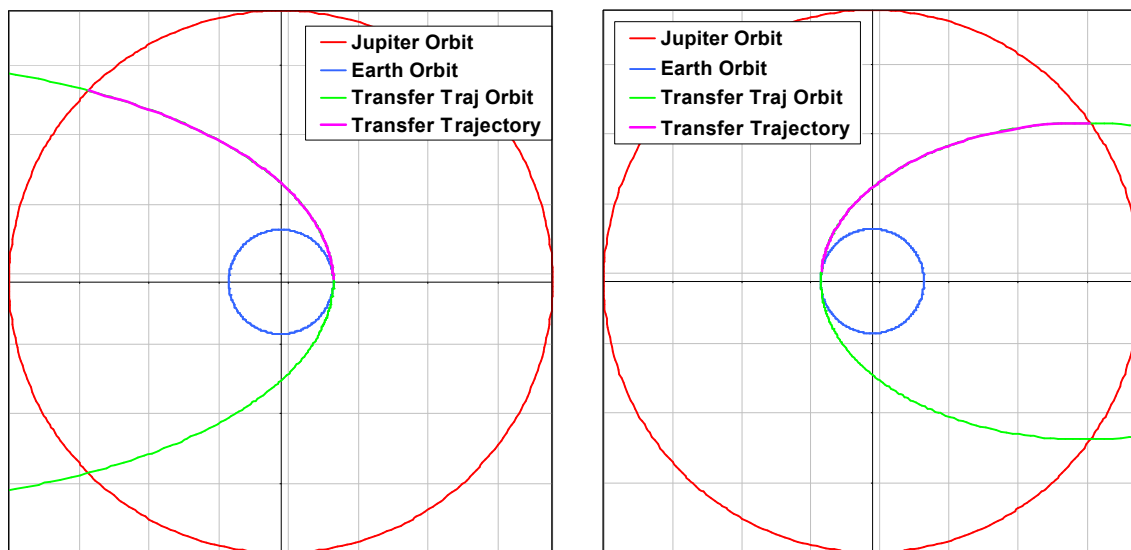 Jupiter Orbit
Earth Orbit
Transfer Traj Orbit
Transfer Trajectory
Jupiter Orbit
Earth Orbit
Transfer Traj Orbit
Transfer Trajectory